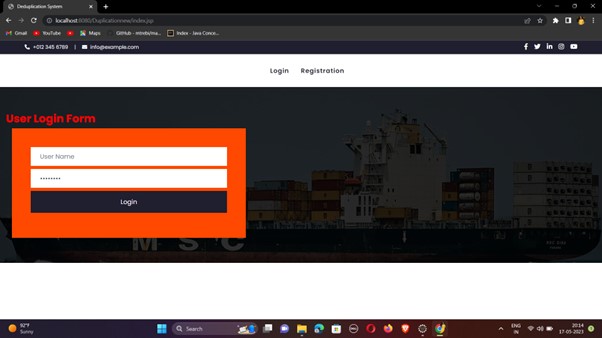 Deduplication System
localhost:8080/Duplicationnew/index.jsp
Gmail YouTube Maps GitHub - mtretis/ma... Index - Java Conce...
+012 345 6789 | info@example.com
Login Registration
User Login Form
User Name
••••••••
Login
M S C
92°F
Sunny
Search
ENG
IN
20:14
17-05-2023